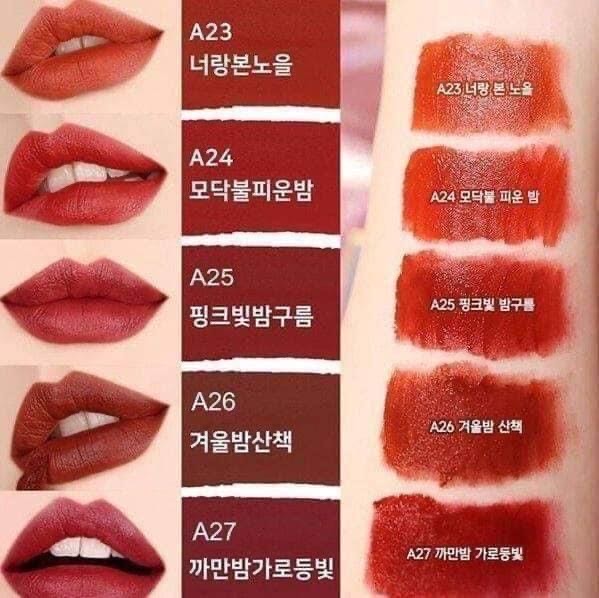 A23
너랑본노을
A23 너랑 본 노을
A24
모닥불피운밤
A24 모닥불 피운 밤
A25
핑크빛밤구름
A25 핑크빛 밤구름
A26
겨울밤산책
A26 겨울밤 산책
A27
까만밤가로등빛
A27 까만밤 가로등빛